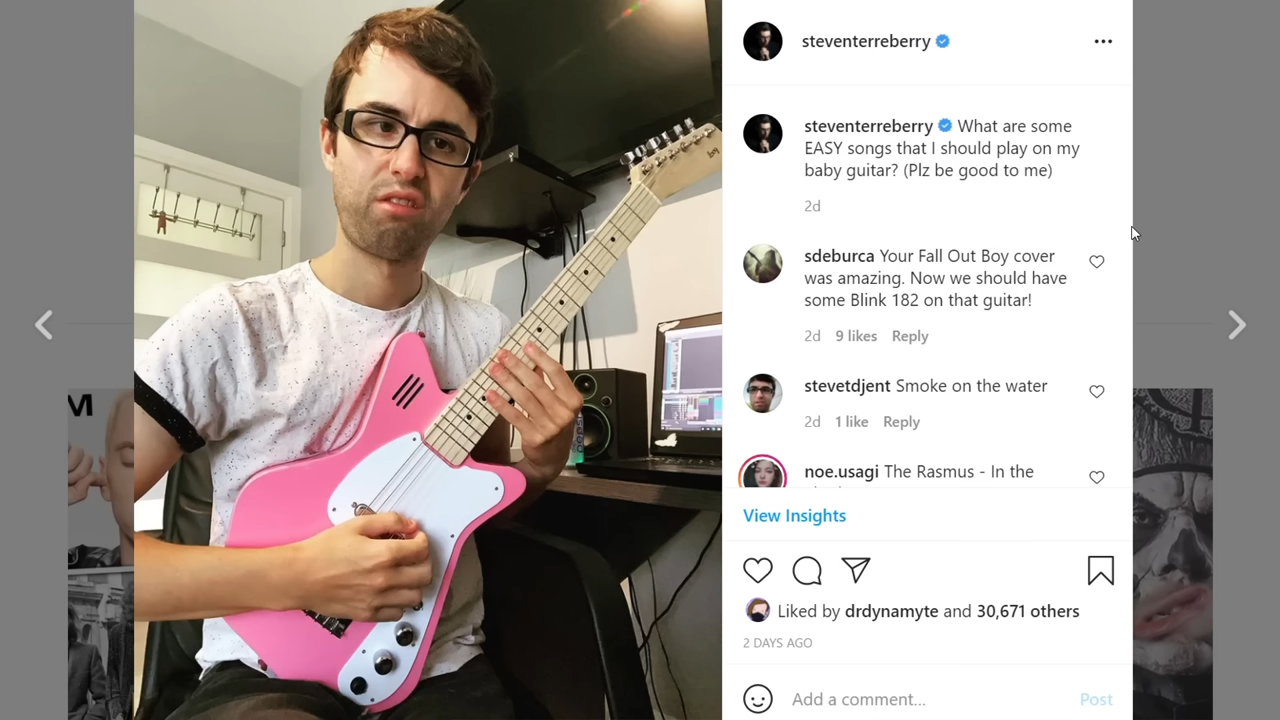 steventerreberry
steventerreberry What are some
EASY songs that I should play on my
baby guitar? (Plz be good to me)
2d
sdeburca Your Fall Out Boy cover
was amazing. Now we should have
some Blink 182 on that guitar!
2d 9 likes Reply
stevetdjent Smoke on the water
2d 1 like Reply
noe.usagi The Rasmus - In the
View Insights
Liked by drdynamyte and 30,671 others
2 DAYS AGO
Add a comment... Post
M